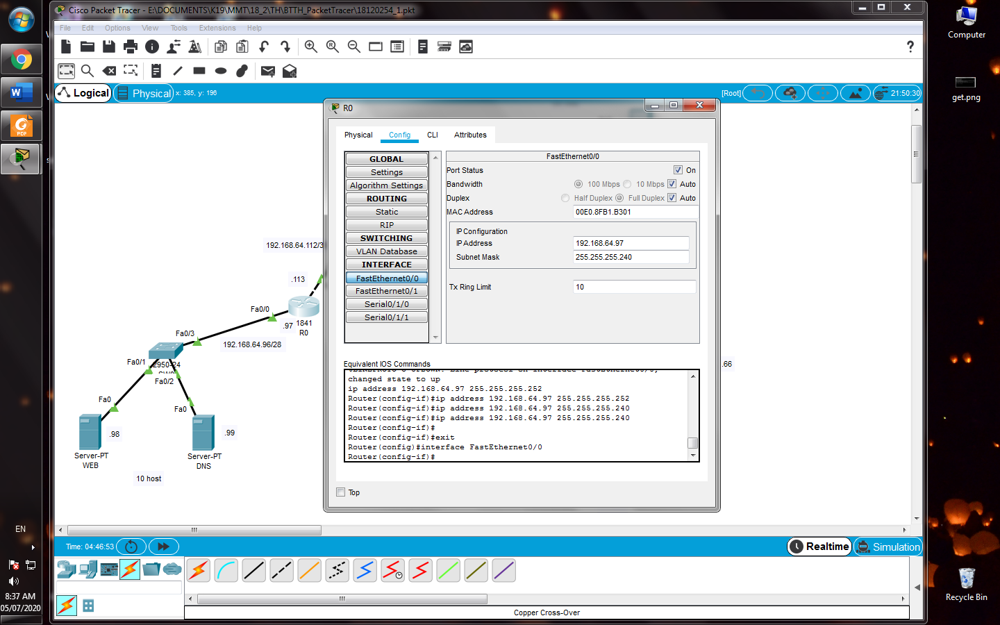 Cisco Packet Tracer - E:\DOCUMENTS\K19\MMT\18_2\TH\BTTH_PacketTracer\18120254_1.pkt
File Edit Options View Tools Extensions Help
Logical
Physical
x: 385, y: 196
[Root]
21:50:30
192.168.64.112/3
.113
Fa0/0
.97
1841
R0
Fa0/3
192.168.64.96/28
Fa0/1
2950-24
Fa0/2
Fa0
Fa0
.98
.99
Server-PT
WEB
Server-PT
DNS
10 host
.66
R0
Physical Config CLI Attributes
GLOBAL
Settings
Algorithm Settings
ROUTING
Static
RIP
SWITCHING
VLAN Database
INTERFACE
FastEthernet0/0
FastEthernet0/1
Serial0/1/0
Serial0/1/1
FastEthernet0/0
Port Status On
Bandwidth 100 Mbps 10 Mbps Auto
Duplex Half Duplex Full Duplex Auto
MAC Address 00E0.8FB1.B301
IP Configuration
IP Address 192.168.64.97
Subnet Mask 255.255.255.240
Tx Ring Limit 10
Equivalent IOS Commands
changed state to up
ip address 192.168.64.97 255.255.255.252
Router(config-if)#ip address 192.168.64.97 255.255.255.252
Router(config-if)#ip address 192.168.64.97 255.255.255.240
Router(config-if)#ip address 192.168.64.97 255.255.255.240
Router(config-if)#
Router(config-if)#exit
Router(config)#interface FastEthernet0/0
Router(config-if)#
Top
Time: 04:46:53
Realtime
Simulation
Copper Cross-Over
Computer
get.png
Recycle Bin
PDF
EN
8:37 AM
05/07/2020